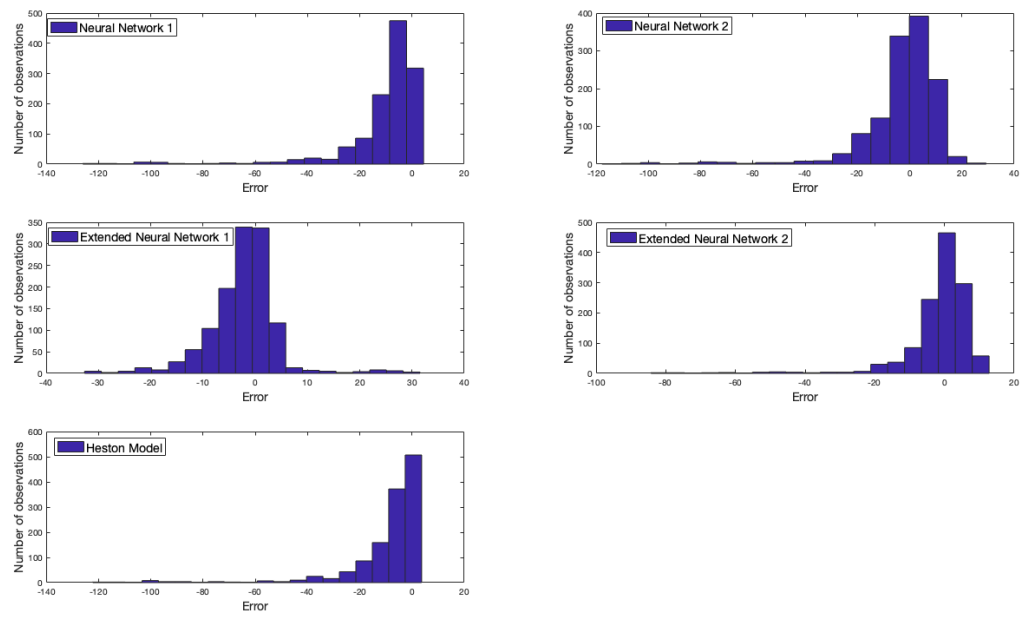 500
400
300
200
100
0
Number of observations
Neural Network 1
-140 -120 -100 -80 -60 -40 -20 0 20
Error
400
300
200
100
0
Number of observations
Neural Network 2
-120 -100 -80 -60 -40 -20 0 20 40
Error
350
300
250
200
150
100
50
0
Number of observations
Extended Neural Network 1
-40 -30 -20 -10 0 10 20 30 40
Error
500
400
300
200
100
0
Number of observations
Extended Neural Network 2
-100 -80 -60 -40 -20 0 20
Error
600
500
400
300
200
100
0
Number of observations
Heston Model
-140 -120 -100 -80 -60 -40 -20 0 20
Error